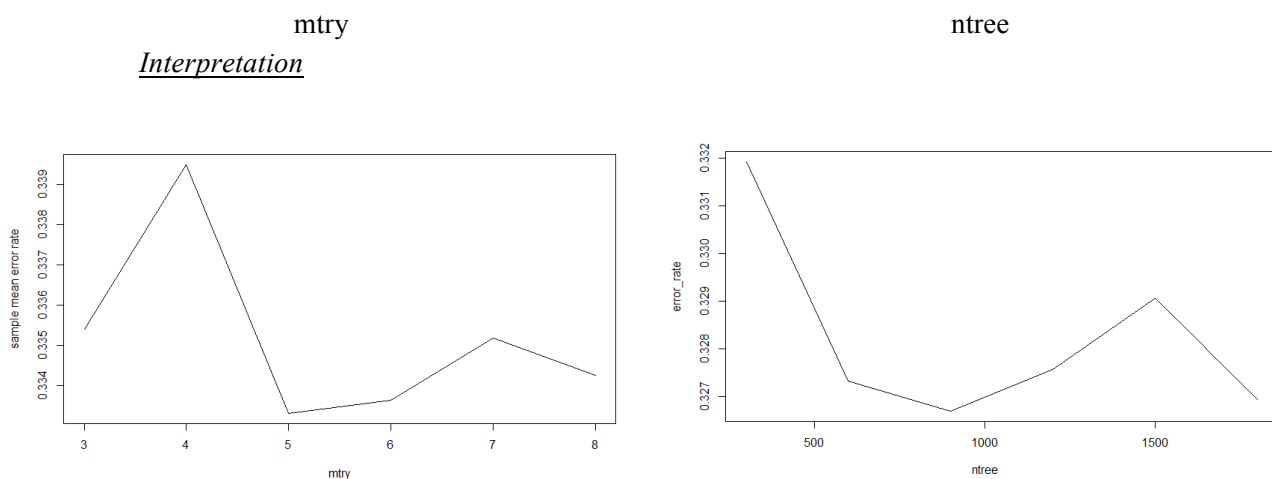 mtry
ntree
Interpretation
sample mean error rate
0.339
0.338
0.337
0.336
0.335
0.334
3 4 5 6 7 8
mtry
error_rate
0.332
0.331
0.330
0.329
0.328
0.327
500 1000 1500
ntree